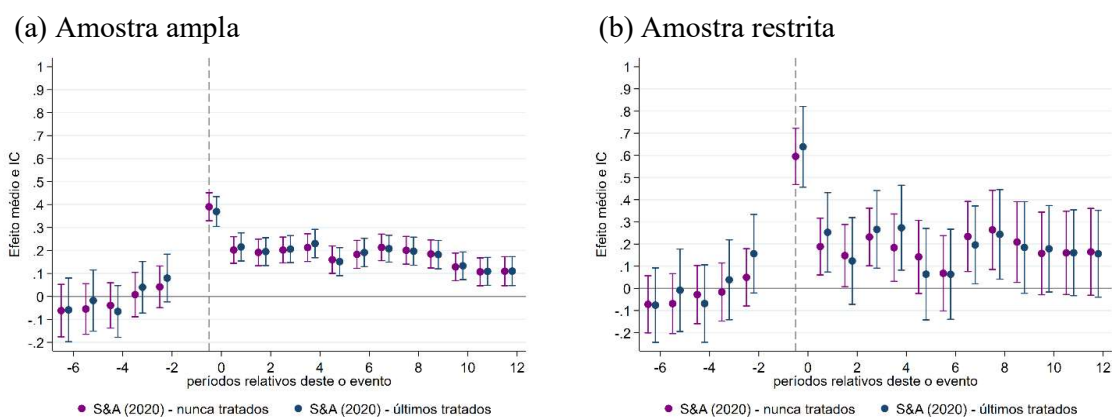 (a) Amostra ampla
(b) Amostra restrita
1
.9
.8
.7
.6
.5
.4
.3
.2
.1
0
-.1
-.2
Efeito médio e IC
-6 -4 -2 0 2 4 6 8 10 12
períodos relativos deste o evento
S&A (2020) - nunca tratados S&A (2020) - últimos tratados
1
.9
.8
.7
.6
.5
.4
.3
.2
.1
0
-.1
-.2
Efeito médio e IC
-6 -4 -2 0 2 4 6 8 10 12
períodos relativos deste o evento
S&A (2020) - nunca tratados S&A (2020) - últimos tratados